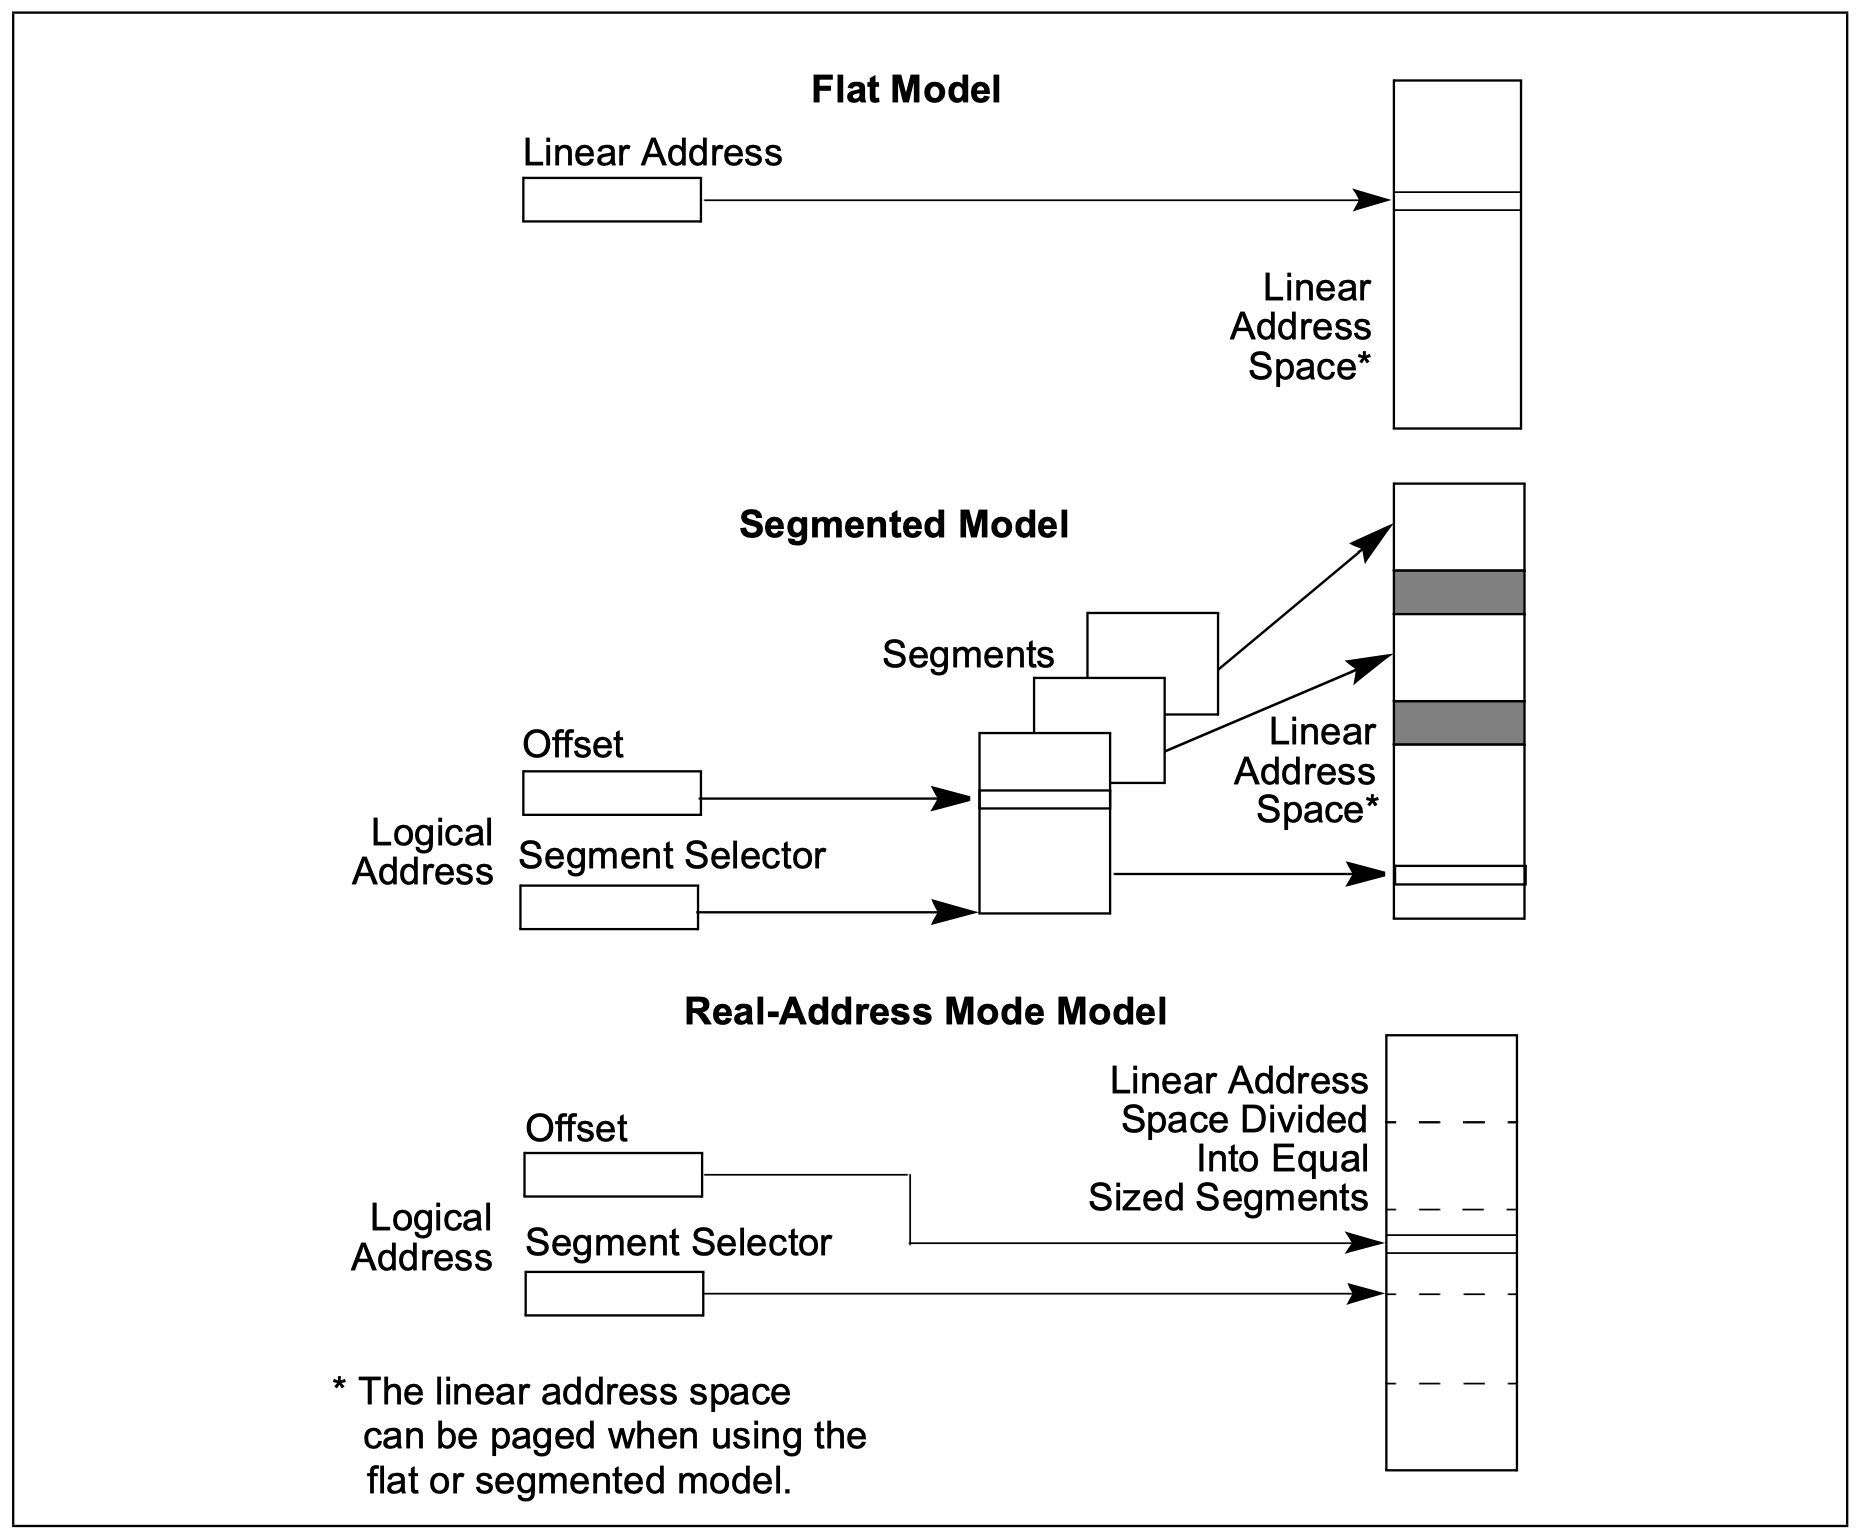 Flat Model
Linear Address
Linear
Address
Space*
Segmented Model
Segments
Offset
Logical
Address
Segment Selector
Linear
Address
Space*
Real-Address Mode Model
Linear Address
Space Divided
Into Equal
Sized Segments
Offset
Logical
Address
Segment Selector
* The linear address space
can be paged when using the
flat or segmented model.